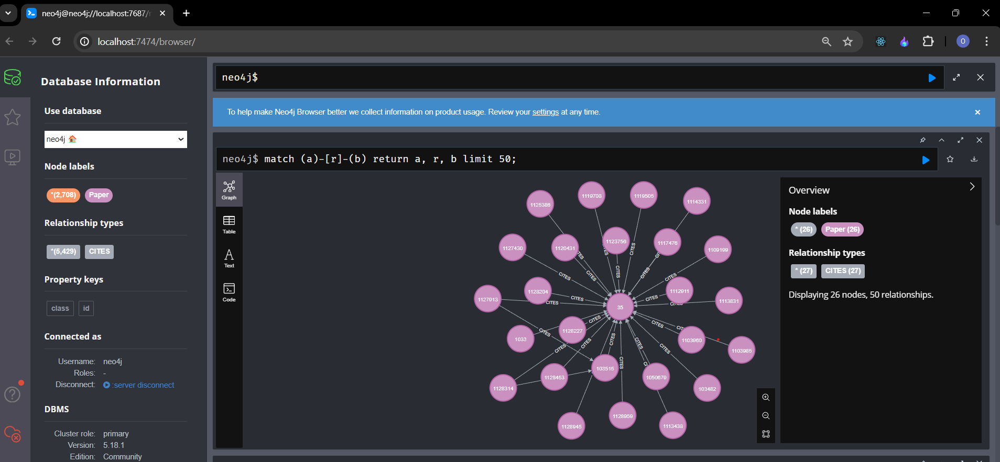 neo4j@neo4j://localhost:7687/
localhost:7474/browser/
O
Database Information
Use database
neo4j
Node labels
*(2,708) Paper
Relationship types
*(5,429) CITES
Property keys
class id
Connected as
Username: neo4j
Roles: -
Disconnect: :server disconnect
DBMS
Cluster role: primary
Version: 5.18.1
Edition: Community
neo4j$
To help make Neo4j Browser better we collect information on product usage. Review your settings at any time.
neo4j$ match (a)-[r]-(b) return a, r, b limit 50;
Graph
Table
Text
Code
1125386
1119708
1119505
1114331
1127430
1120431
1123756
1117476
1109199
CITES
CITES
CITES
CITES
CITES
CITES
1127913
1128204
1112911
1113831
CITES
CITES
CITES
35
1033
1128227
CITES
CITES
CITES
1103960
1103985
CITES
CITES
CITES
CITES
CITES
1128314
1128453
103515
CITES
1050679
103482
1128945
1128959
1113438
Overview
Node labels
* (26) Paper (26)
Relationship types
* (27) CITES (27)
Displaying 26 nodes, 50 relationships.